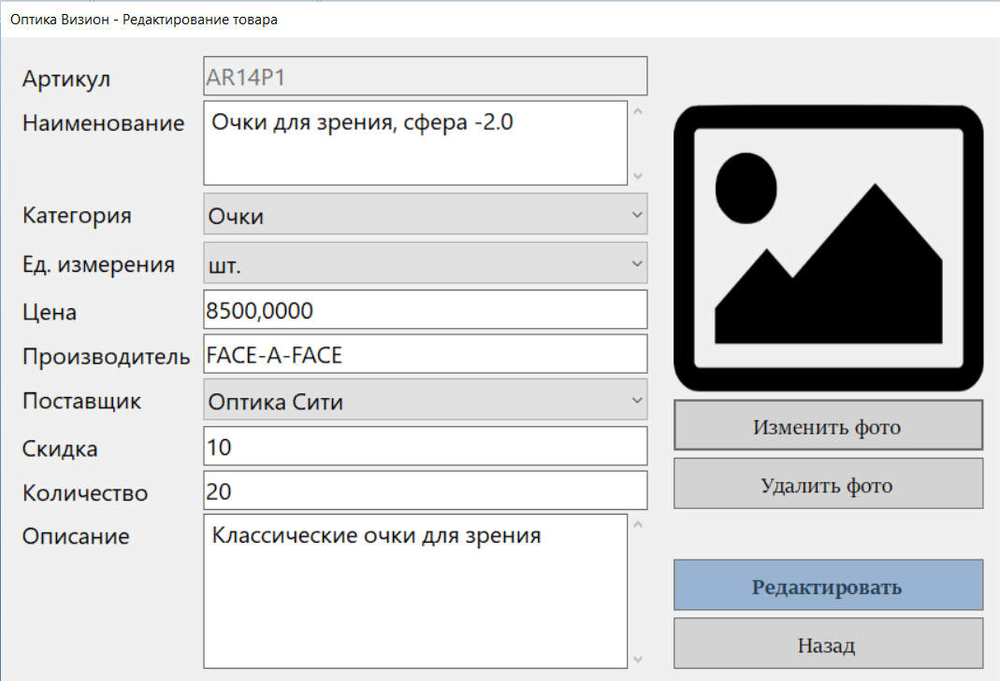 Оптика Визион - Редактирование товара
Артикул
AR14P1
Наименование
Очки для зрения, сфера -2.0
Категория
Очки
Ед. измерения
шт.
Цена
8500,0000
Производитель
FACE-A-FACE
Поставщик
Оптика Сити
Скидка
10
Количество
20
Описание
Классические очки для зрения
Изменить фото
Удалить фото
Редактировать
Назад